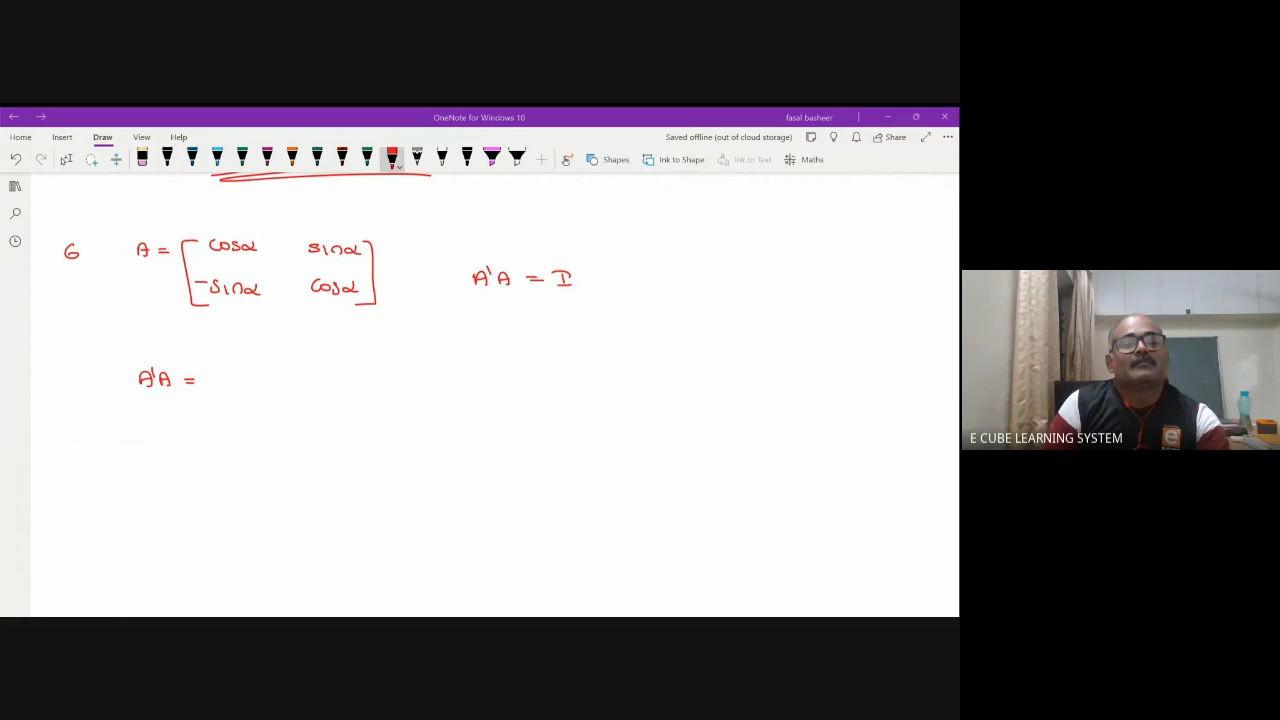 OneNote for Windows 10
fasal basheer
Home Insert Draw View Help
Saved offline (out of cloud storage)
Share
Shapes
Ink to Shape
Ink to Text
Maths
6 A = [cosα sinα
-sinα cosα]
A'A = I
A'A =
E CUBE LEARNING SYSTEM